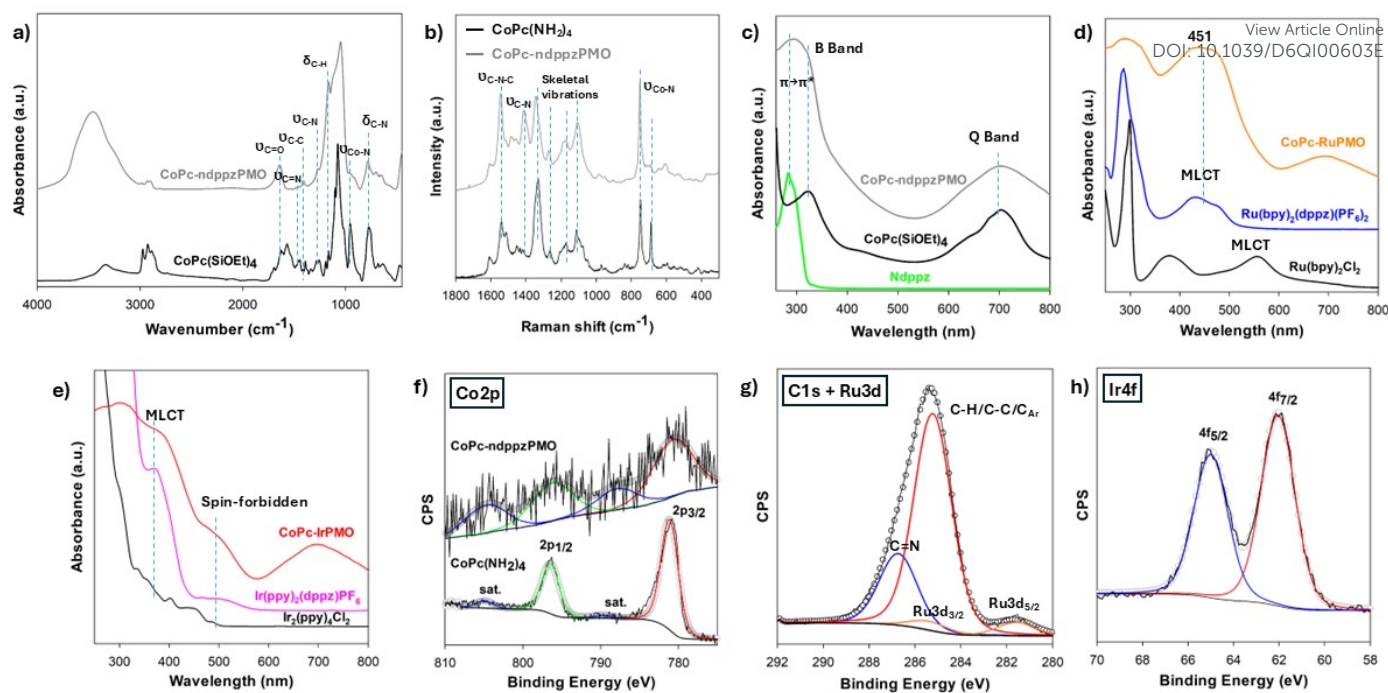 View Article Online
DOI: 10.1039/D6QI00603E
a)
Absorbance (a.u.)
δC-H
υC-N
υC-C
υC=O
υC=N
υCo-N
δC-N
CoPc-ndppzPMO
CoPc(SiOEt)4
4000 3000 2000 1000
Wavenumber (cm-1)
b)
Intensity (a.u.)
CoPc(NH2)4
CoPc-ndppzPMO
υC-N-C
υC-N
Skeletal
vibrations
υCo-N
1800 1500 1200 900 600 300
Raman shift (cm-1)
c)
Absorbance (a.u.)
B Band
π→π*
Q Band
CoPc-ndppzPMO
CoPc(SiOEt)4
Ndppz
300 400 500 600 700 800
Wavelength (nm)
d)
Absorbance (a.u.)
451
CoPc-RuPMO
MLCT
Ru(bpy)2(dppz)(PF6)2
MLCT
Ru(bpy)2Cl2
300 400 500 600 700 800
Wavelength (nm)
e)
Absorbance (a.u.)
MLCT
Spin-forbidden
CoPc-IrPMO
Ir(ppy)2(dppz)PF6
Ir2(ppy)4Cl2
300 400 500 600 700 800
Wavelength (nm)
f)
Co2p
CPS
CoPc-ndppzPMO
2p3/2
2p1/2
CoPc(NH2)4
sat.
sat.
810 800 790 780
Binding Energy (eV)
g)
C1s + Ru3d
CPS
C-H/C-C/CAr
C=N
Ru3d3/2
Ru3d5/2
292 290 288 286 284 282 280
Binding Energy (eV)
h)
Ir4f
CPS
4f7/2
4f5/2
70 68 66 64 62 60 58
Binding Energy (eV)